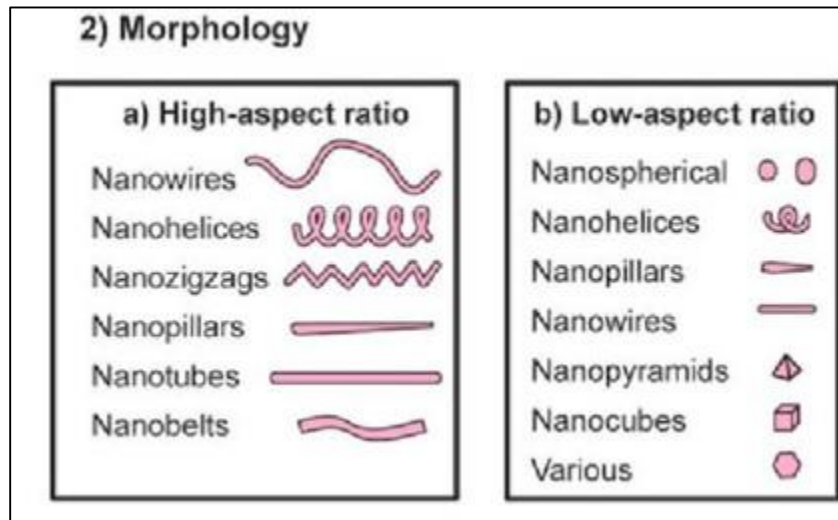 2) Morphology
a) High-aspect ratio
Nanowires
Nanohelices
Nanozigzags
Nanopillars
Nanotubes
Nanobelts
b) Low-aspect ratio
Nanospherical
Nanohelices
Nanopillars
Nanowires
Nanopyramids
Nanocubes
Various